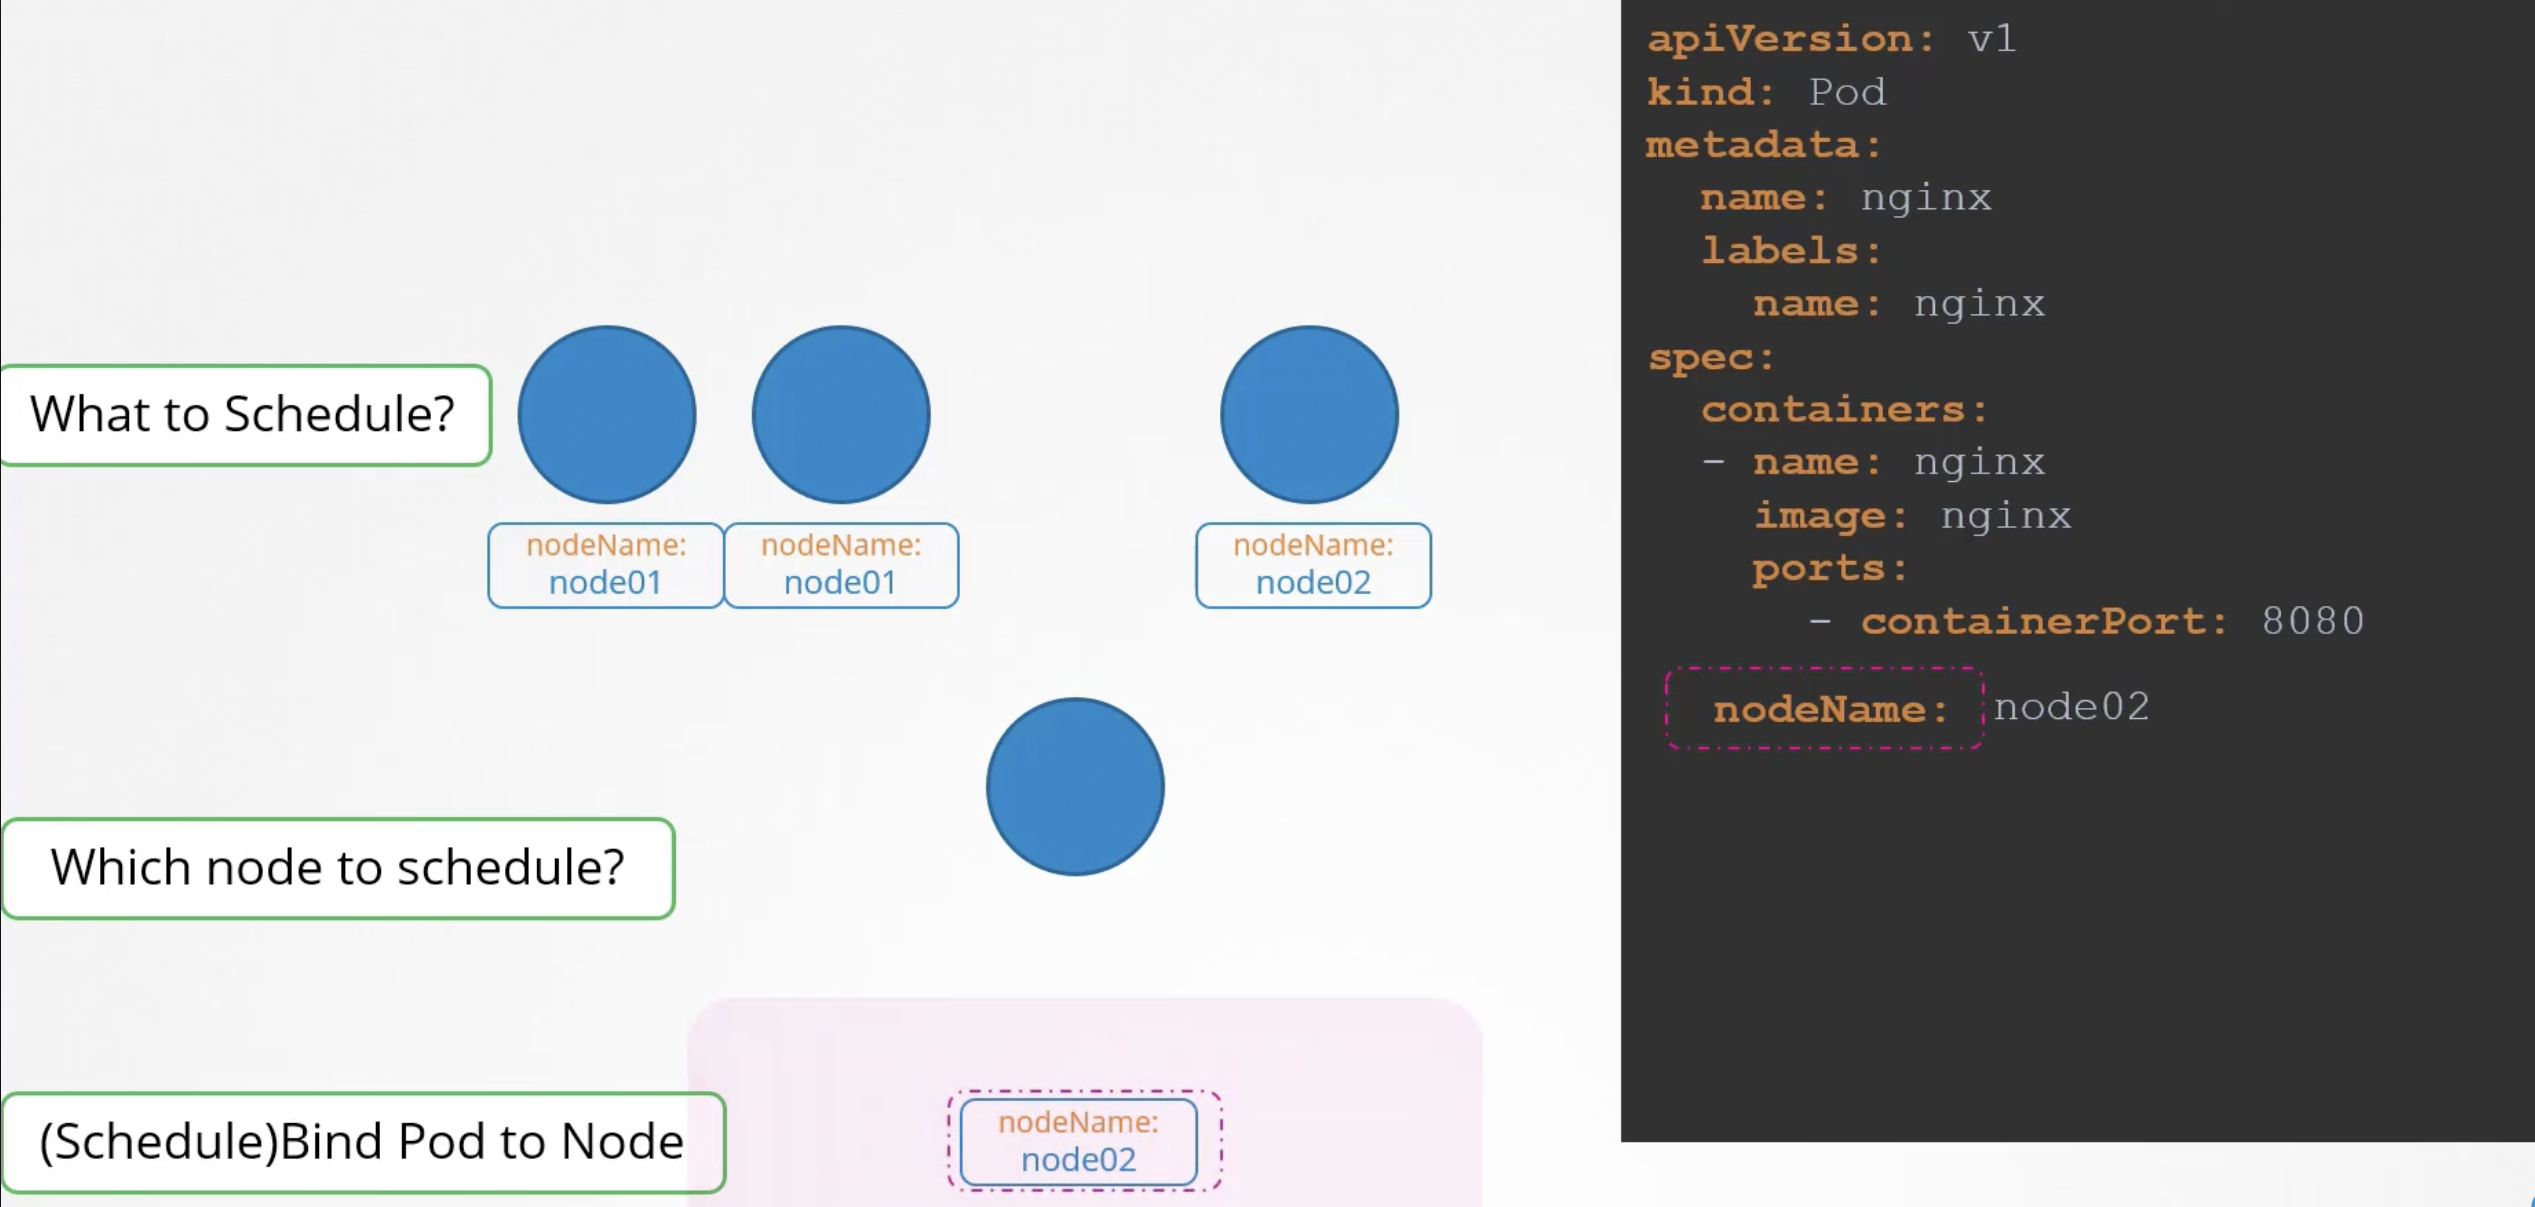 What to Schedule?
nodeName:
node01
nodeName:
node01
nodeName:
node02
Which node to schedule?
(Schedule)Bind Pod to Node
nodeName:
node02
apiVersion: v1
kind: Pod
metadata:
  name: nginx
  labels:
    name: nginx
spec:
  containers:
  - name: nginx
    image: nginx
    ports:
      - containerPort: 8080
  nodeName: node02